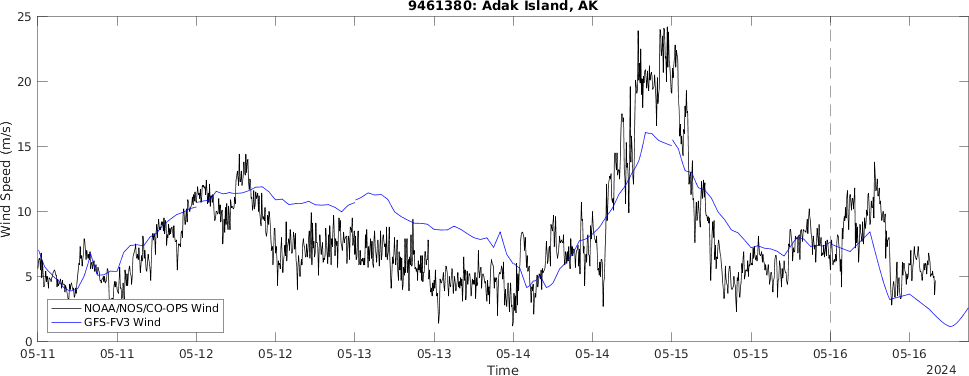 9461380: Adak Island, AK
Wind Speed (m/s)
25
20
15
10
5
0
NOAA/NOS/CO-OPS Wind
GFS-FV3 Wind
05-11 05-11 05-12 05-12 05-13 05-13 05-14 05-14 05-15 05-15 05-16 05-16
Time
2024